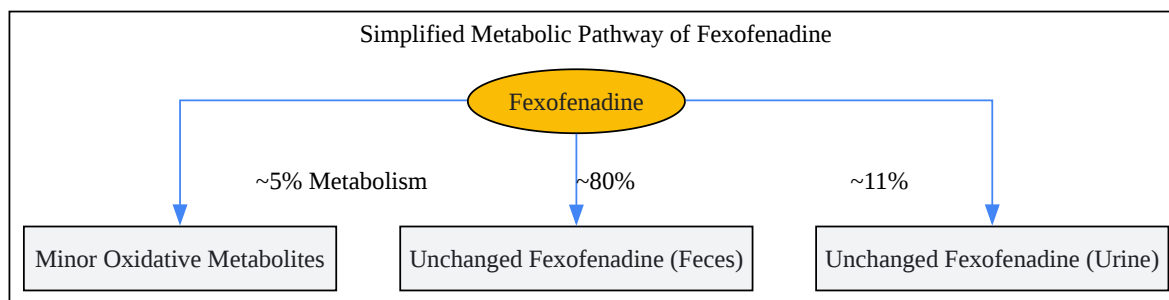 Simplified Metabolic Pathway of Fexofenadine
Fexofenadine
~5% Metabolism
~80%
~11%
Minor Oxidative Metabolites
Unchanged Fexofenadine (Feces)
Unchanged Fexofenadine (Urine)